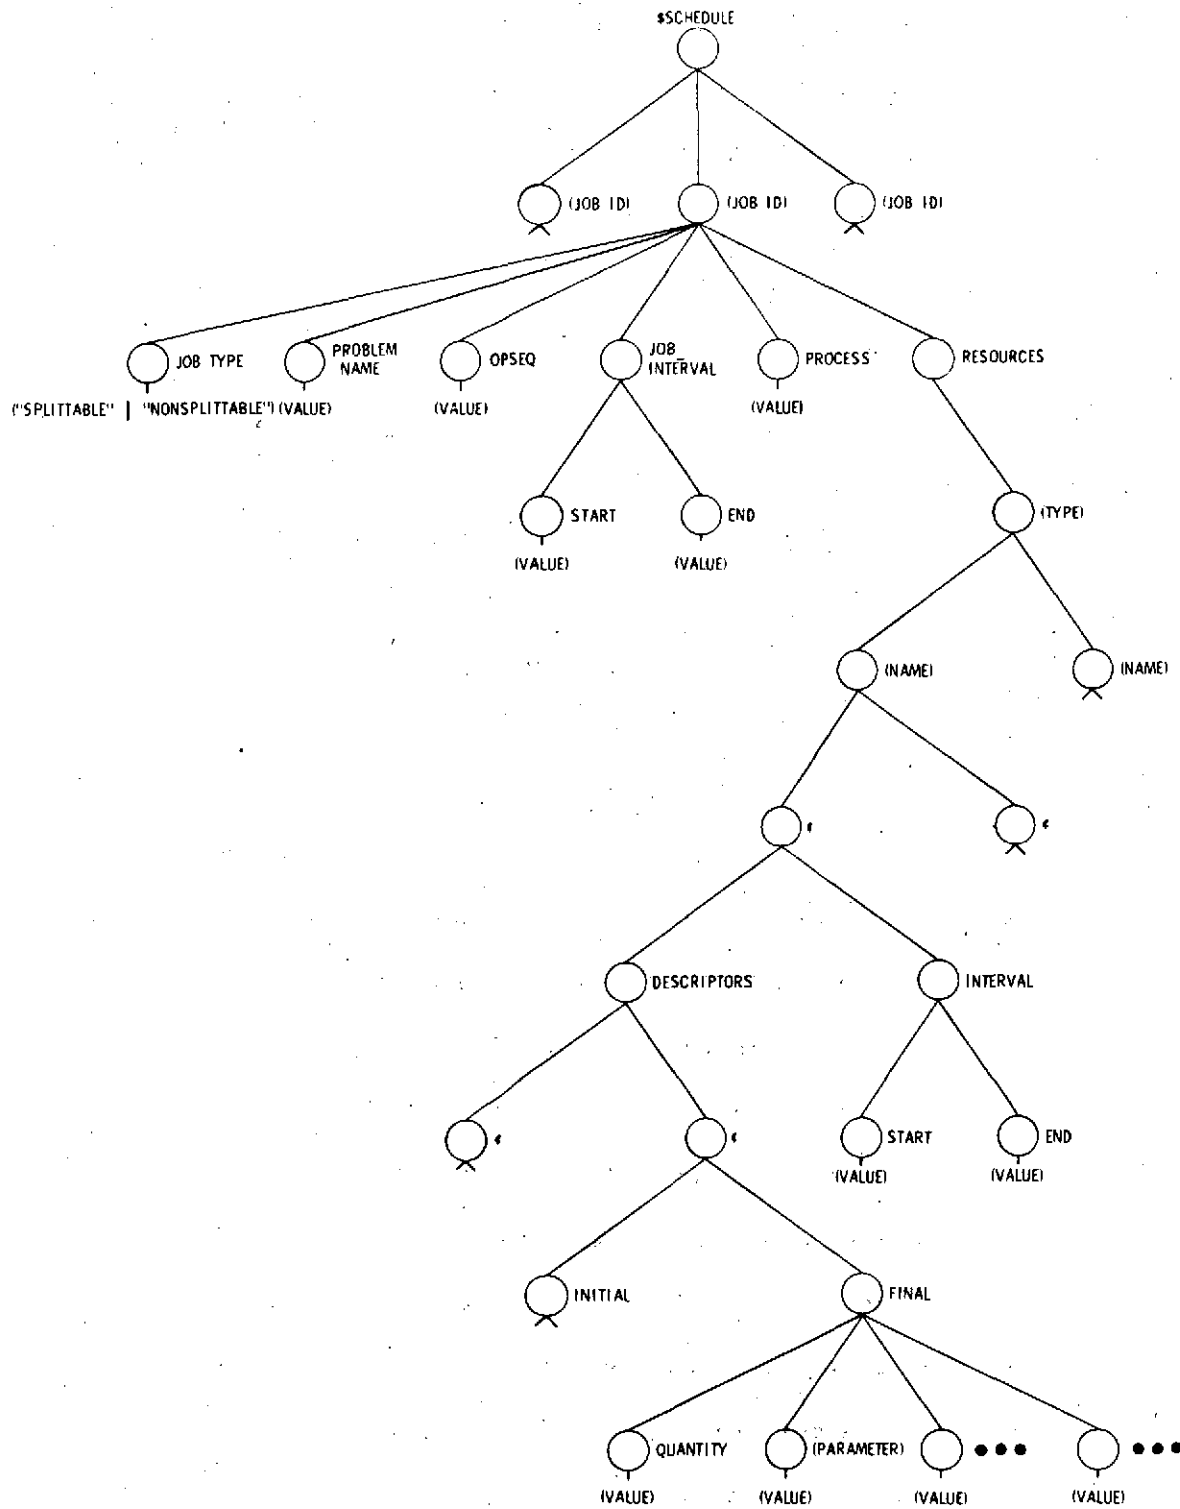 $SCHEDULE
(JOB ID) (JOB ID) (JOB ID)
JOB TYPE PROBLEM NAME OPSEQ JOB_ INTERVAL PROCESS RESOURCES
("SPLITTABLE" | "NONSPLITTABLE") (VALUE) (VALUE) (VALUE)
START END (TYPE)
(VALUE) (VALUE)
(NAME) (NAME)
DESCRIPTORS INTERVAL
START END
(VALUE) (VALUE)
INITIAL FINAL
QUANTITY (PARAMETER) ●●● ●●●
(VALUE) (VALUE) (VALUE) (VALUE)